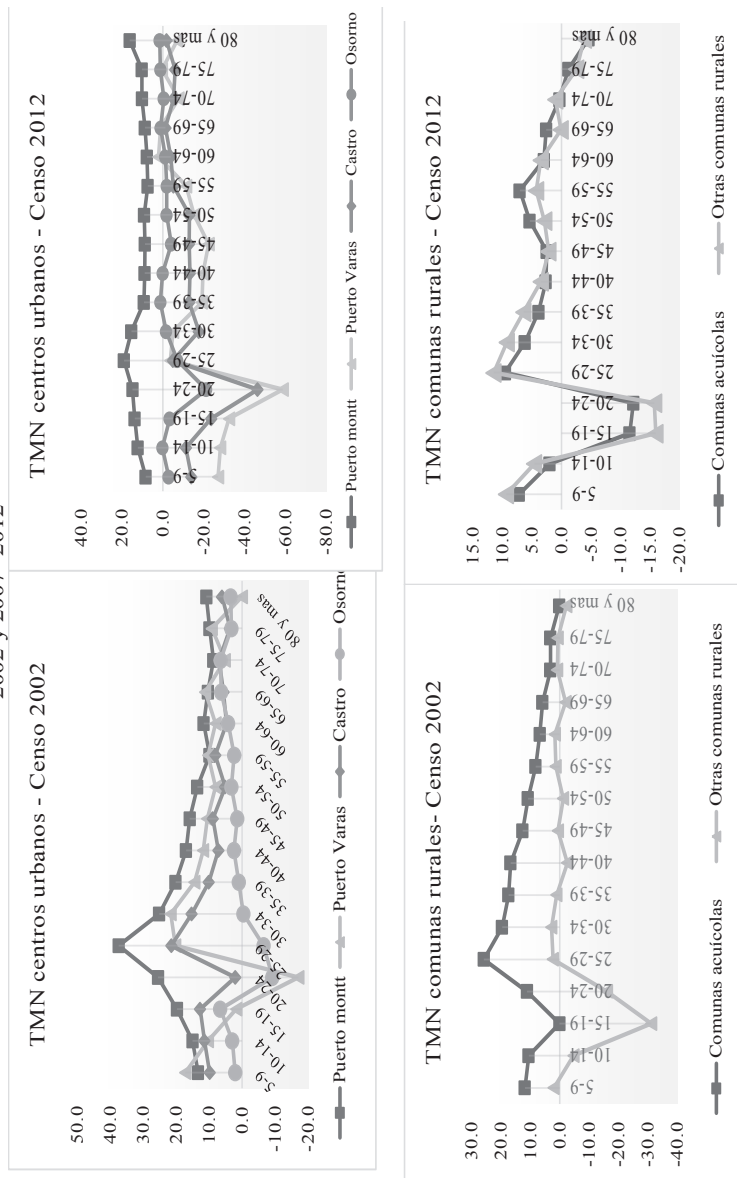 2002 y 2007 - 2012
TMN centros urbanos - Censo 2002
50.0
40.0
30.0
20.0
10.0
0.0
-10.0
-20.0
5-9 10-14 15-19 20-24 25-29 30-34 35-39 40-44 45-49 50-54 55-59 60-64 65-69 70-74 75-79 80 y mas
Puerto montt Puerto Varas Castro Osorno
TMN centros urbanos - Censo 2012
40.0
20.0
0.0
-20.0
-40.0
-60.0
-80.0
5-9 10-14 15-19 20-24 25-29 30-34 35-39 40-44 45-49 50-54 55-59 60-64 65-69 70-74 75-79 80 y mas
Puerto montt Puerto Varas Castro Osorno
TMN comunas rurales- Censo 2002
30.0
20.0
10.0
0.0
-10.0
-20.0
-30.0
-40.0
5-9 10-14 15-19 20-24 25-29 30-34 35-39 40-44 45-49 50-54 55-59 60-64 65-69 70-74 75-79 80 y mas
Comunas acuícolas Otras comunas rurales
TMN comunas rurales - Censo 2012
15.0
10.0
5.0
0.0
-5.0
-10.0
-15.0
-20.0
5-9 10-14 15-19 20-24 25-29 30-34 35-39 40-44 45-49 50-54 55-59 60-64 65-69 70-74 75-79 80 y mas
Comunas acuícolas Otras comunas rurales